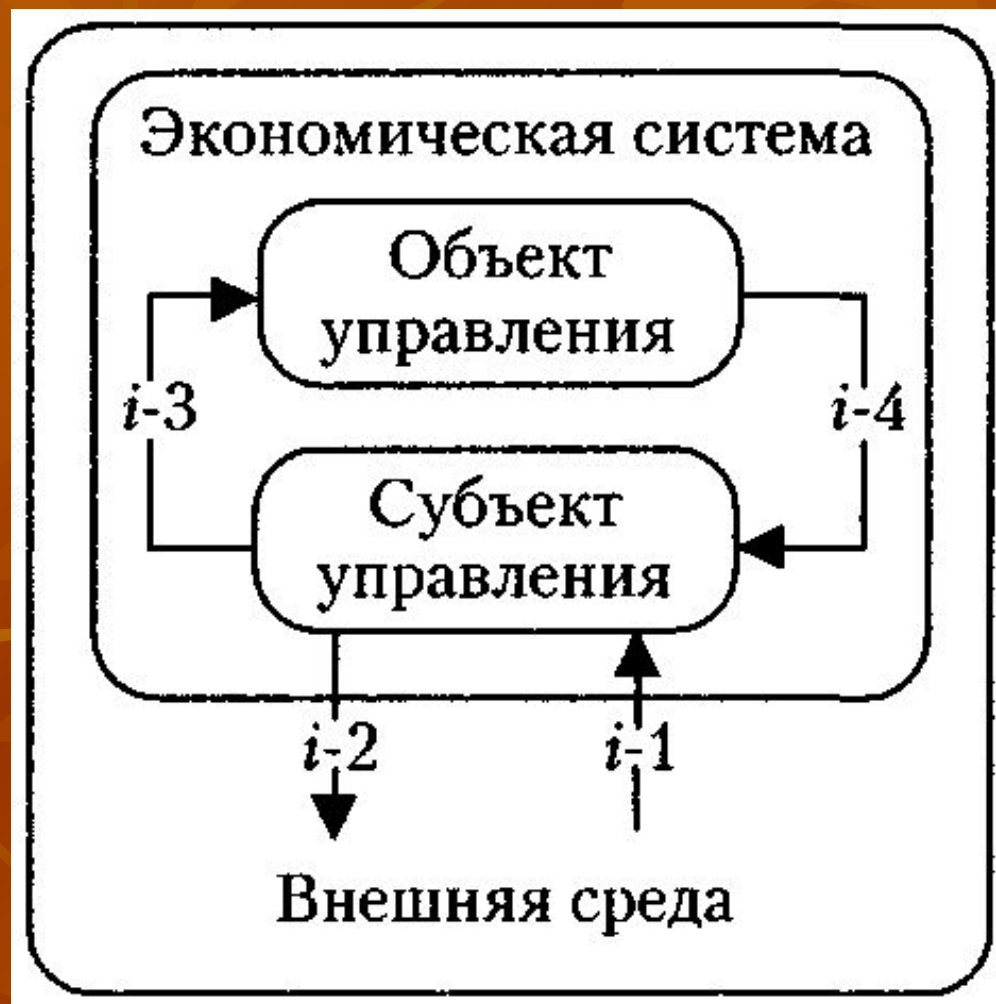 Экономическая система
Объект
управления
i-3
i-4
Субъект
управления
i-2
i-1
Внешняя среда